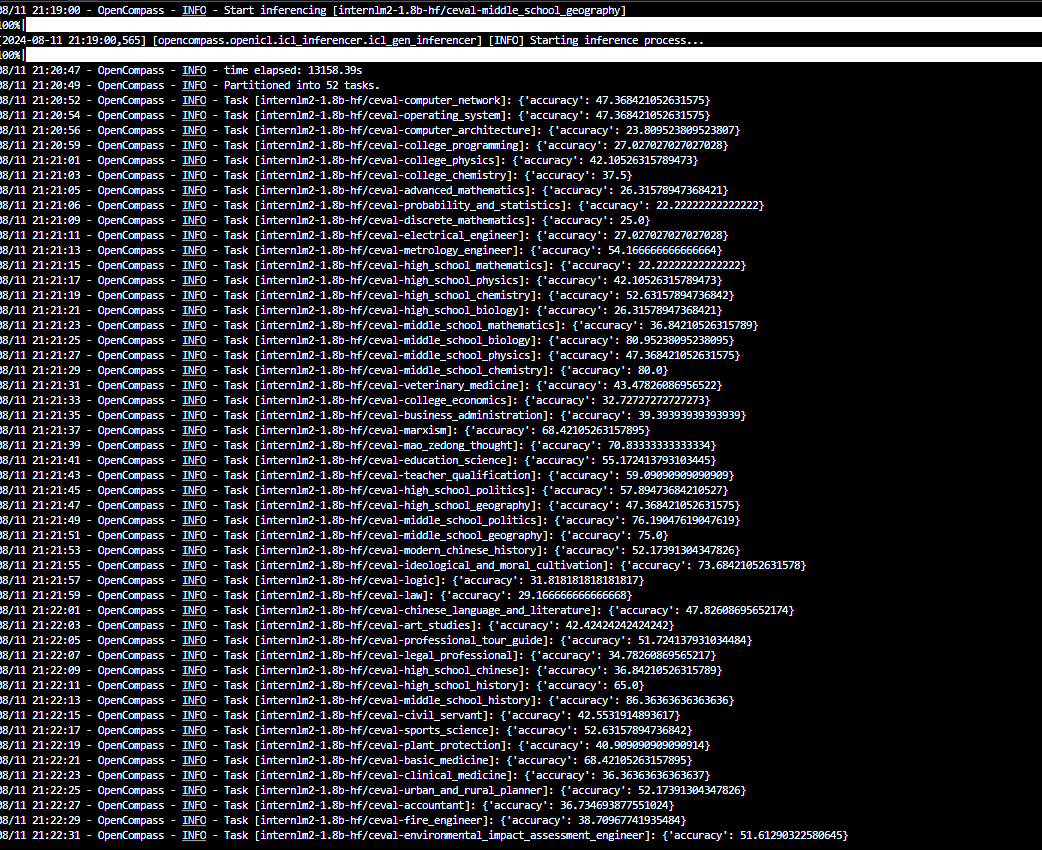 08/11 21:19:00 - OpenCompass - INFO - Start inferencing [internlm2-1.8b-hf/ceval-middle_school_geography]
100%|
[2024-08-11 21:19:00,565] [opencompass.openicl.icl_inferencer.icl_gen_inferencer] [INFO] Starting inference process...
100%|
08/11 21:20:47 - OpenCompass - INFO - time elapsed: 13158.39s
08/11 21:20:49 - OpenCompass - INFO - Partitioned into 52 tasks.
08/11 21:20:52 - OpenCompass - INFO - Task [internlm2-1.8b-hf/ceval-computer_network]: {'accuracy': 47.368421052631575}
08/11 21:20:54 - OpenCompass - INFO - Task [internlm2-1.8b-hf/ceval-operating_system]: {'accuracy': 47.368421052631575}
08/11 21:20:56 - OpenCompass - INFO - Task [internlm2-1.8b-hf/ceval-computer_architecture]: {'accuracy': 23.809523809523807}
08/11 21:20:59 - OpenCompass - INFO - Task [internlm2-1.8b-hf/ceval-college_programming]: {'accuracy': 27.027027027027028}
08/11 21:21:01 - OpenCompass - INFO - Task [internlm2-1.8b-hf/ceval-college_physics]: {'accuracy': 42.10526315789473}
08/11 21:21:03 - OpenCompass - INFO - Task [internlm2-1.8b-hf/ceval-college_chemistry]: {'accuracy': 37.5}
08/11 21:21:05 - OpenCompass - INFO - Task [internlm2-1.8b-hf/ceval-advanced_mathematics]: {'accuracy': 26.31578947368421}
08/11 21:21:06 - OpenCompass - INFO - Task [internlm2-1.8b-hf/ceval-probability_and_statistics]: {'accuracy': 22.22222222222222}
08/11 21:21:09 - OpenCompass - INFO - Task [internlm2-1.8b-hf/ceval-discrete_mathematics]: {'accuracy': 25.0}
08/11 21:21:11 - OpenCompass - INFO - Task [internlm2-1.8b-hf/ceval-electrical_engineer]: {'accuracy': 27.027027027027028}
08/11 21:21:13 - OpenCompass - INFO - Task [internlm2-1.8b-hf/ceval-metrology_engineer]: {'accuracy': 54.166666666666664}
08/11 21:21:15 - OpenCompass - INFO - Task [internlm2-1.8b-hf/ceval-high_school_mathematics]: {'accuracy': 22.22222222222222}
08/11 21:21:17 - OpenCompass - INFO - Task [internlm2-1.8b-hf/ceval-high_school_physics]: {'accuracy': 42.10526315789473}
08/11 21:21:19 - OpenCompass - INFO - Task [internlm2-1.8b-hf/ceval-high_school_chemistry]: {'accuracy': 52.63157894736842}
08/11 21:21:21 - OpenCompass - INFO - Task [internlm2-1.8b-hf/ceval-high_school_biology]: {'accuracy': 26.31578947368421}
08/11 21:21:23 - OpenCompass - INFO - Task [internlm2-1.8b-hf/ceval-middle_school_mathematics]: {'accuracy': 36.84210526315789}
08/11 21:21:25 - OpenCompass - INFO - Task [internlm2-1.8b-hf/ceval-middle_school_biology]: {'accuracy': 80.95238095238095}
08/11 21:21:27 - OpenCompass - INFO - Task [internlm2-1.8b-hf/ceval-middle_school_physics]: {'accuracy': 47.368421052631575}
08/11 21:21:29 - OpenCompass - INFO - Task [internlm2-1.8b-hf/ceval-middle_school_chemistry]: {'accuracy': 80.0}
08/11 21:21:31 - OpenCompass - INFO - Task [internlm2-1.8b-hf/ceval-veterinary_medicine]: {'accuracy': 43.47826086956522}
08/11 21:21:33 - OpenCompass - INFO - Task [internlm2-1.8b-hf/ceval-college_economics]: {'accuracy': 32.72727272727273}
08/11 21:21:35 - OpenCompass - INFO - Task [internlm2-1.8b-hf/ceval-business_administration]: {'accuracy': 39.39393939393939}
08/11 21:21:37 - OpenCompass - INFO - Task [internlm2-1.8b-hf/ceval-marxism]: {'accuracy': 68.42105263157895}
08/11 21:21:39 - OpenCompass - INFO - Task [internlm2-1.8b-hf/ceval-mao_zedong_thought]: {'accuracy': 70.83333333333334}
08/11 21:21:41 - OpenCompass - INFO - Task [internlm2-1.8b-hf/ceval-education_science]: {'accuracy': 55.172413793103445}
08/11 21:21:43 - OpenCompass - INFO - Task [internlm2-1.8b-hf/ceval-teacher_qualification]: {'accuracy': 59.09090909090909}
08/11 21:21:45 - OpenCompass - INFO - Task [internlm2-1.8b-hf/ceval-high_school_politics]: {'accuracy': 57.89473684210527}
08/11 21:21:47 - OpenCompass - INFO - Task [internlm2-1.8b-hf/ceval-high_school_geography]: {'accuracy': 47.368421052631575}
08/11 21:21:49 - OpenCompass - INFO - Task [internlm2-1.8b-hf/ceval-middle_school_politics]: {'accuracy': 76.19047619047619}
08/11 21:21:51 - OpenCompass - INFO - Task [internlm2-1.8b-hf/ceval-middle_school_geography]: {'accuracy': 75.0}
08/11 21:21:53 - OpenCompass - INFO - Task [internlm2-1.8b-hf/ceval-modern_chinese_history]: {'accuracy': 52.17391304347826}
08/11 21:21:55 - OpenCompass - INFO - Task [internlm2-1.8b-hf/ceval-ideological_and_moral_cultivation]: {'accuracy': 73.68421052631578}
08/11 21:21:57 - OpenCompass - INFO - Task [internlm2-1.8b-hf/ceval-logic]: {'accuracy': 31.818181818181817}
08/11 21:21:59 - OpenCompass - INFO - Task [internlm2-1.8b-hf/ceval-law]: {'accuracy': 29.166666666666668}
08/11 21:22:01 - OpenCompass - INFO - Task [internlm2-1.8b-hf/ceval-chinese_language_and_literature]: {'accuracy': 47.82608695652174}
08/11 21:22:03 - OpenCompass - INFO - Task [internlm2-1.8b-hf/ceval-art_studies]: {'accuracy': 42.42424242424242}
08/11 21:22:05 - OpenCompass - INFO - Task [internlm2-1.8b-hf/ceval-professional_tour_guide]: {'accuracy': 51.724137931034484}
08/11 21:22:07 - OpenCompass - INFO - Task [internlm2-1.8b-hf/ceval-legal_professional]: {'accuracy': 34.78260869565217}
08/11 21:22:09 - OpenCompass - INFO - Task [internlm2-1.8b-hf/ceval-high_school_chinese]: {'accuracy': 36.84210526315789}
08/11 21:22:11 - OpenCompass - INFO - Task [internlm2-1.8b-hf/ceval-high_school_history]: {'accuracy': 65.0}
08/11 21:22:13 - OpenCompass - INFO - Task [internlm2-1.8b-hf/ceval-middle_school_history]: {'accuracy': 86.36363636363636}
08/11 21:22:15 - OpenCompass - INFO - Task [internlm2-1.8b-hf/ceval-civil_servant]: {'accuracy': 42.5531914893617}
08/11 21:22:17 - OpenCompass - INFO - Task [internlm2-1.8b-hf/ceval-sports_science]: {'accuracy': 52.63157894736842}
08/11 21:22:19 - OpenCompass - INFO - Task [internlm2-1.8b-hf/ceval-plant_protection]: {'accuracy': 40.909090909090914}
08/11 21:22:21 - OpenCompass - INFO - Task [internlm2-1.8b-hf/ceval-basic_medicine]: {'accuracy': 68.42105263157895}
08/11 21:22:23 - OpenCompass - INFO - Task [internlm2-1.8b-hf/ceval-clinical_medicine]: {'accuracy': 36.36363636363637}
08/11 21:22:25 - OpenCompass - INFO - Task [internlm2-1.8b-hf/ceval-urban_and_rural_planner]: {'accuracy': 52.17391304347826}
08/11 21:22:27 - OpenCompass - INFO - Task [internlm2-1.8b-hf/ceval-accountant]: {'accuracy': 36.734693877551024}
08/11 21:22:29 - OpenCompass - INFO - Task [internlm2-1.8b-hf/ceval-fire_engineer]: {'accuracy': 38.70967741935484}
08/11 21:22:31 - OpenCompass - INFO - Task [internlm2-1.8b-hf/ceval-environmental_impact_assessment_engineer]: {'accuracy': 51.61290322580645}